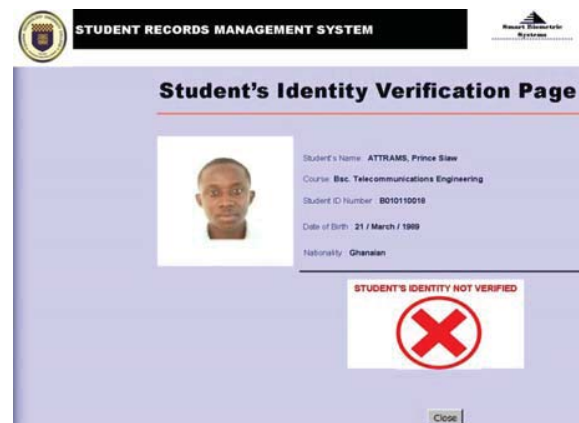 STUDENT RECORDS MANAGEMENT SYSTEM
Smart Biometric
Systems
Student's Identity Verification Page
Student's Name: ATTRAMS, Prince Siaw
Course: Bsc. Telecommunications Engineering
Student ID Number : B010110018
Date of Birth : 21 / March / 1989
Nationality : Ghanaian
STUDENT'S IDENTITY NOT VERIFIED
Close